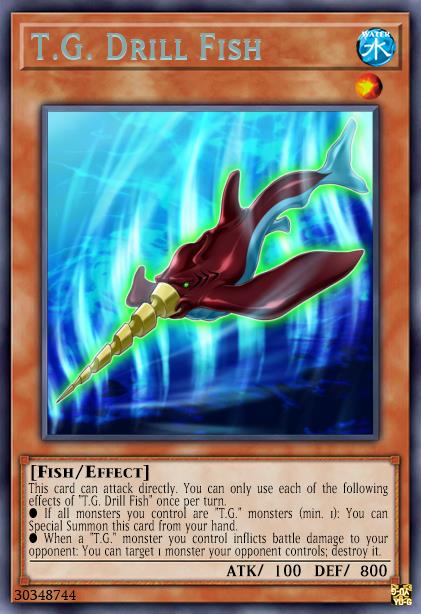 T.G. Drill Fish
WATER
水
[Fish/Effect]
This card can attack directly. You can only use each of the following
effects of "T.G. Drill Fish" once per turn.
● If all monsters you control are "T.G." monsters (min. 1): You can
Special Summon this card from your hand.
● When a "T.G." monster you control inflicts battle damage to your
opponent: You can target 1 monster your opponent controls; destroy it.
ATK/ 100 DEF/ 800
30348744